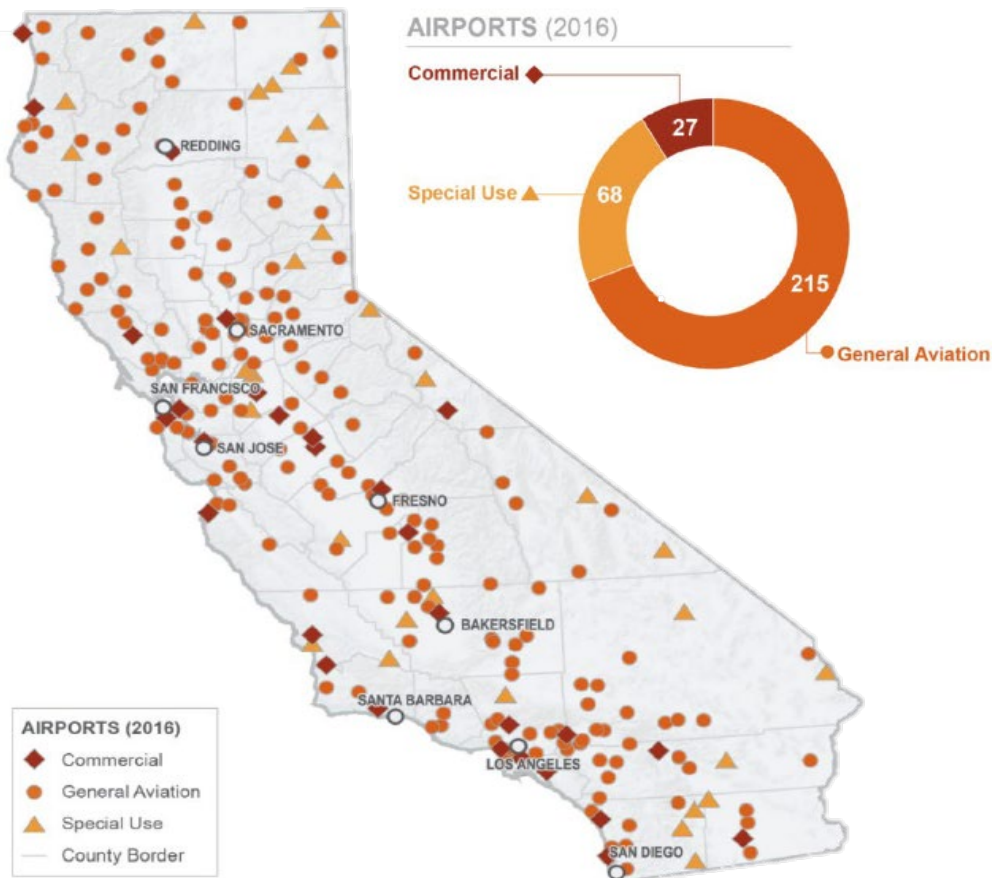 AIRPORTS (2016)
Commercial
27
Special Use
68
215
General Aviation
REDDING
SACRAMENTO
SAN FRANCISCO
SAN JOSE
FRESNO
BAKERSFIELD
SANTA BARBARA
LOS ANGELES
SAN DIEGO
AIRPORTS (2016)
Commercial
General Aviation
Special Use
County Border